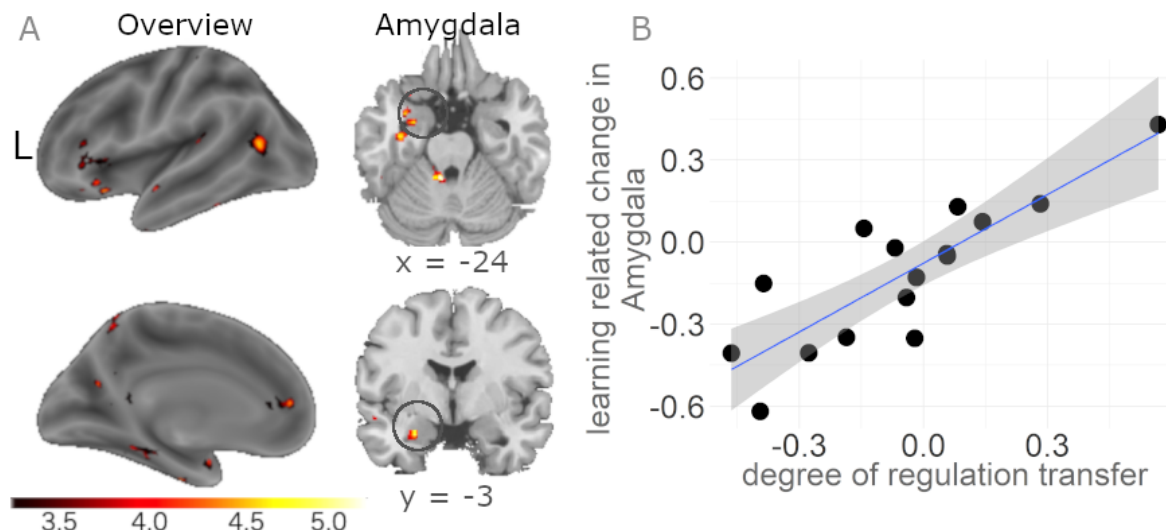 A
Overview
Amygdala
L
x = -24
y = -3
3.5 4.0 4.5 5.0
B
learning related change in
Amygdala
0.6
0.3
0.0
-0.3
-0.6
-0.3 0.0 0.3
degree of regulation transfer